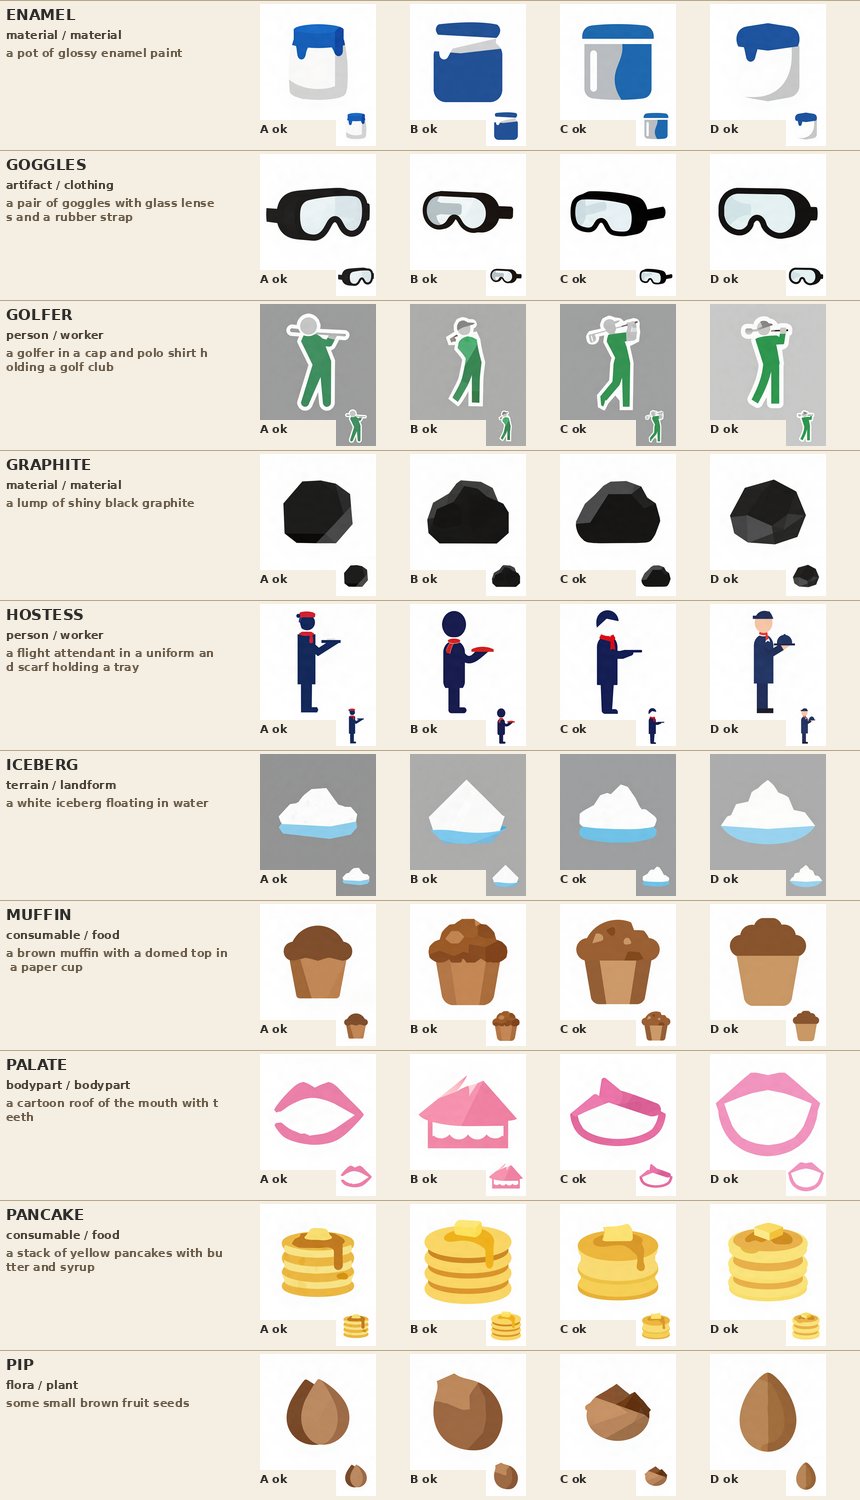 ENAMEL
material / material
a pot of glossy enamel paint
A ok
B ok
C ok
D ok
GOGGLES
artifact / clothing
a pair of goggles with glass lense
s and a rubber strap
A ok
B ok
C ok
D ok
GOLFER
person / worker
a golfer in a cap and polo shirt h
olding a golf club
A ok
B ok
C ok
D ok
GRAPHITE
material / material
a lump of shiny black graphite
A ok
B ok
C ok
D ok
HOSTESS
person / worker
a flight attendant in a uniform an
d scarf holding a tray
A ok
B ok
C ok
D ok
ICEBERG
terrain / landform
a white iceberg floating in water
A ok
B ok
C ok
D ok
MUFFIN
consumable / food
a brown muffin with a domed top in
a paper cup
A ok
B ok
C ok
D ok
PALATE
bodypart / bodypart
a cartoon roof of the mouth with t
eeth
A ok
B ok
C ok
D ok
PANCAKE
consumable / food
a stack of yellow pancakes with bu
tter and syrup
A ok
B ok
C ok
D ok
PIP
flora / plant
some small brown fruit seeds
A ok
B ok
C ok
D ok